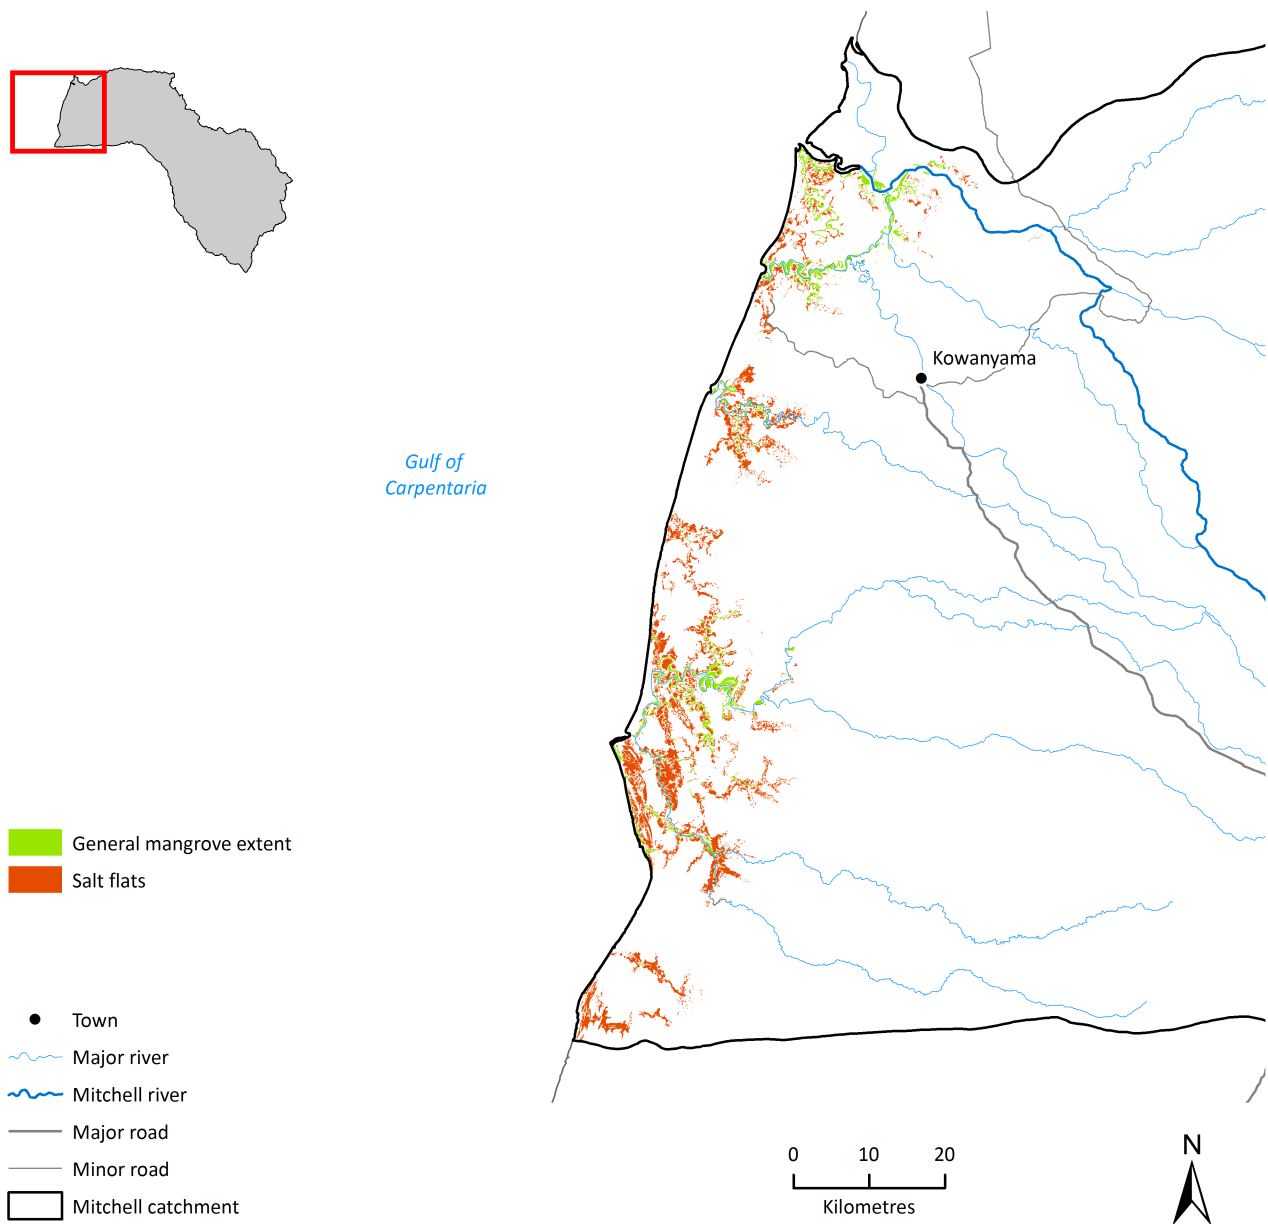 Kowanyama
Gulf of
Carpentaria
General mangrove extent
Salt flats
Town
Major river
Mitchell river
Major road
Minor road
Mitchell catchment
0 10 20
Kilometres
N